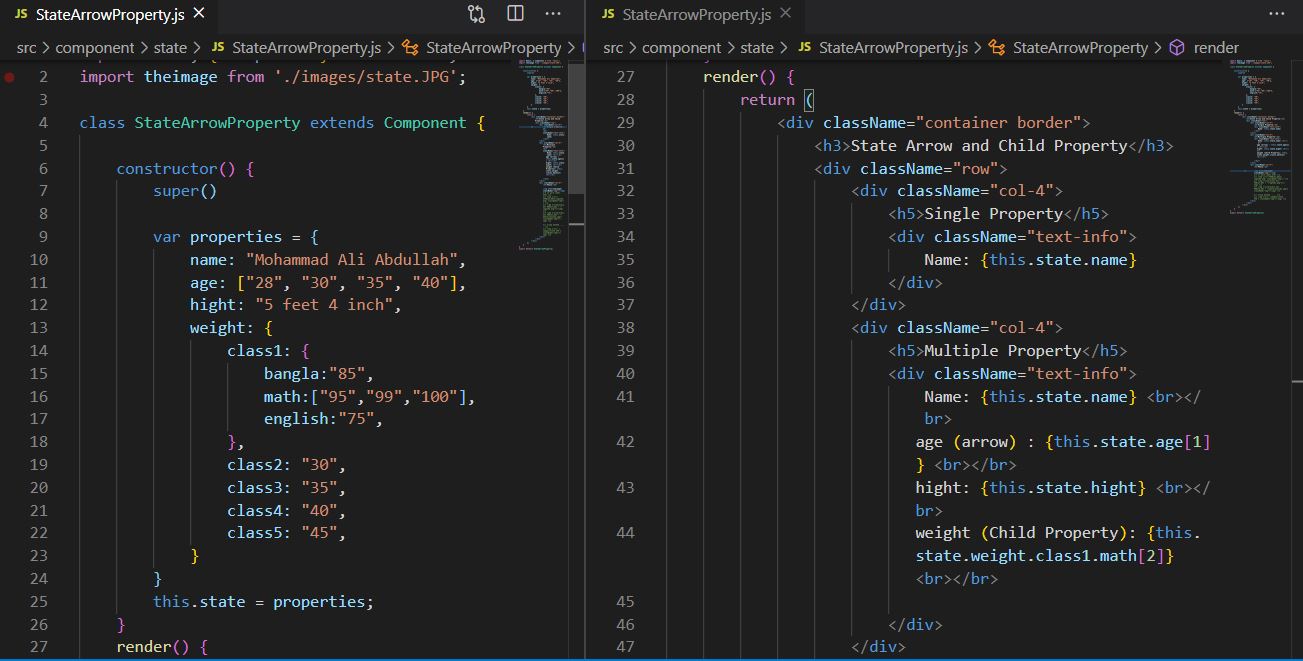 JS StateArrowProperty.js ×
src > component > state > JS StateArrowProperty.js > StateArrowProperty >
2 import theimage from './images/state.JPG';
3
4 class StateArrowProperty extends Component {
5
6 constructor() {
7 super()
8
9 var properties = {
10 name: "Mohammad Ali Abdullah",
11 age: ["28", "30", "35", "40"],
12 hight: "5 feet 4 inch",
13 weight: {
14 class1: {
15 bangla:"85",
16 math:["95","99","100"],
17 english:"75",
18 },
19 class2: "30",
20 class3: "35",
21 class4: "40",
22 class5: "45",
23 }
24 }
25 this.state = properties;
26 }
27 render() {
JS StateArrowProperty.js ×
src > component > state > JS StateArrowProperty.js > StateArrowProperty > render
27 render() {
28 return (
29 <div className="container border">
30 <h3>State Arrow and Child Property</h3>
31 <div className="row">
32 <div className="col-4">
33 <h5>Single Property</h5>
34 <div className="text-info">
35 Name: {this.state.name}
36 </div>
37 </div>
38 <div className="col-4">
39 <h5>Multiple Property</h5>
40 <div className="text-info">
41 Name: {this.state.name} <br></
br>
42 age (arrow) : {this.state.age[1]
} <br></br>
43 hight: {this.state.hight} <br></
br>
44 weight (Child Property): {this.
state.weight.class1.math[2]}
<br></br>
45
46 </div>
47 </div>